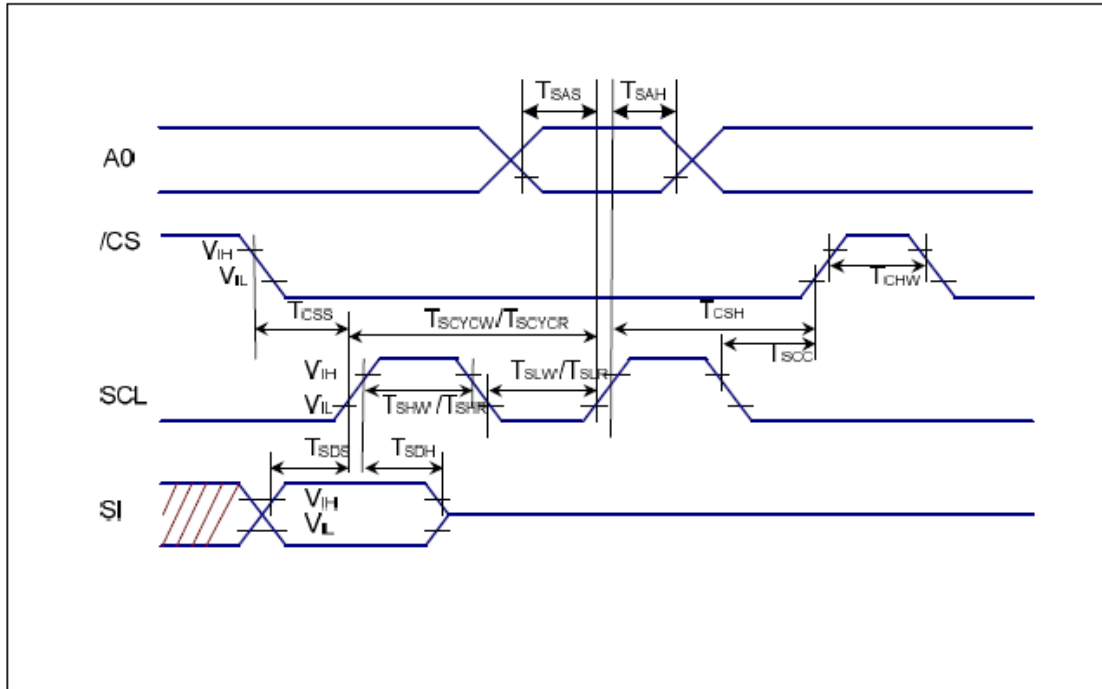 TSAS
TSAH
A0
/CS
VIH
VIL
TCHW
TCSS
TSCYCW/TSCYCR
TCSH
TSCC
VIH
TSLW/TSLR
SCL
VIL
TSHW/TSHR
TSDS
TSDH
VIH
SI
VIL